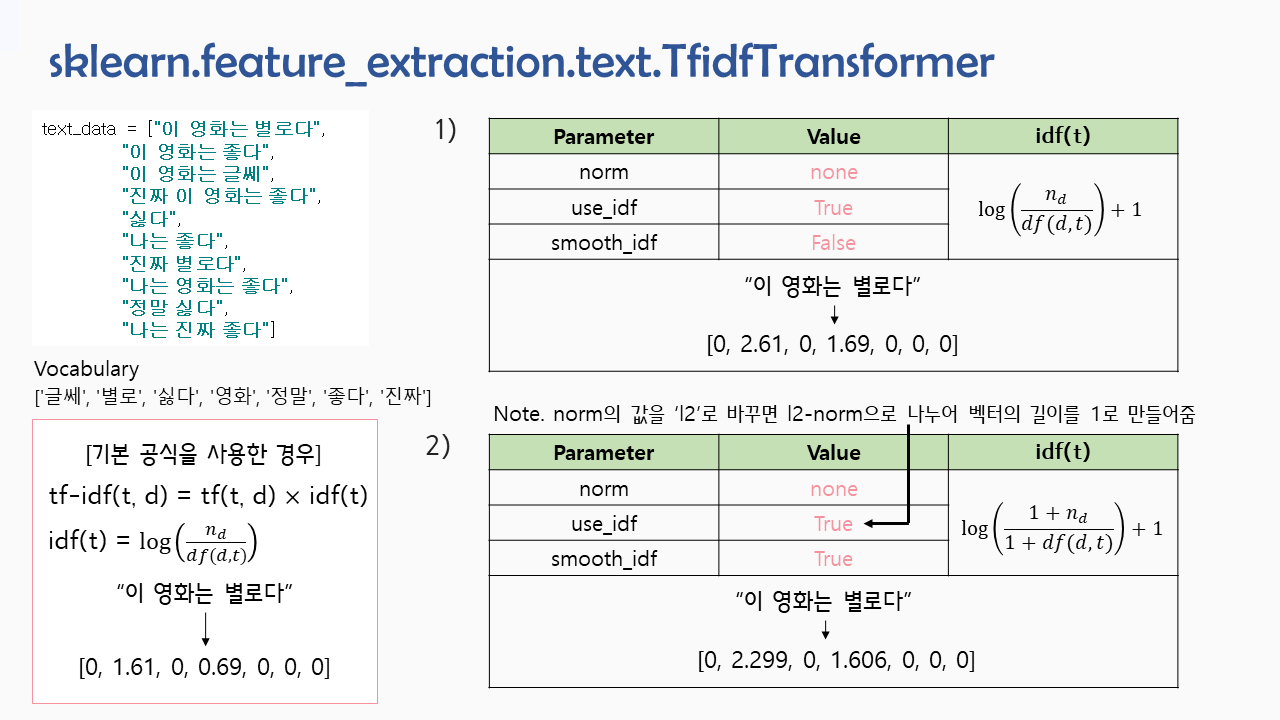 sklearn.feature_extraction.text.TfidfTransformer
text_data = ["이 영화는 별로다",
"이 영화는 좋다",
"이 영화는 글쎄",
"진짜 이 영화는 좋다",
"싫다",
"나는 좋다",
"진짜 별로다",
"나는 영화는 좋다",
"정말 싫다",
"나는 진짜 좋다"]
Vocabulary
['글쎄', '별로', '싫다', '영화', '정말', '좋다', '진짜']
[기본 공식을 사용한 경우]
tf-idf(t, d) = tf(t, d) × idf(t)
idf(t) = log(n_d / df(d,t))
“이 영화는 별로다”
[0, 1.61, 0, 0.69, 0, 0, 0]
1)
Parameter Value idf(t)
norm none
use_idf True
smooth_idf False
log(n_d / df(d,t)) + 1
“이 영화는 별로다”
[0, 2.61, 0, 1.69, 0, 0, 0]
Note. norm의 값을 ‘l2’로 바꾸면 l2-norm으로 나누어 벡터의 길이를 1로 만들어줌
2)
Parameter Value idf(t)
norm none
use_idf True
smooth_idf True
log((1 + n_d) / (1 + df(d,t))) + 1
“이 영화는 별로다”
[0, 2.299, 0, 1.606, 0, 0, 0]